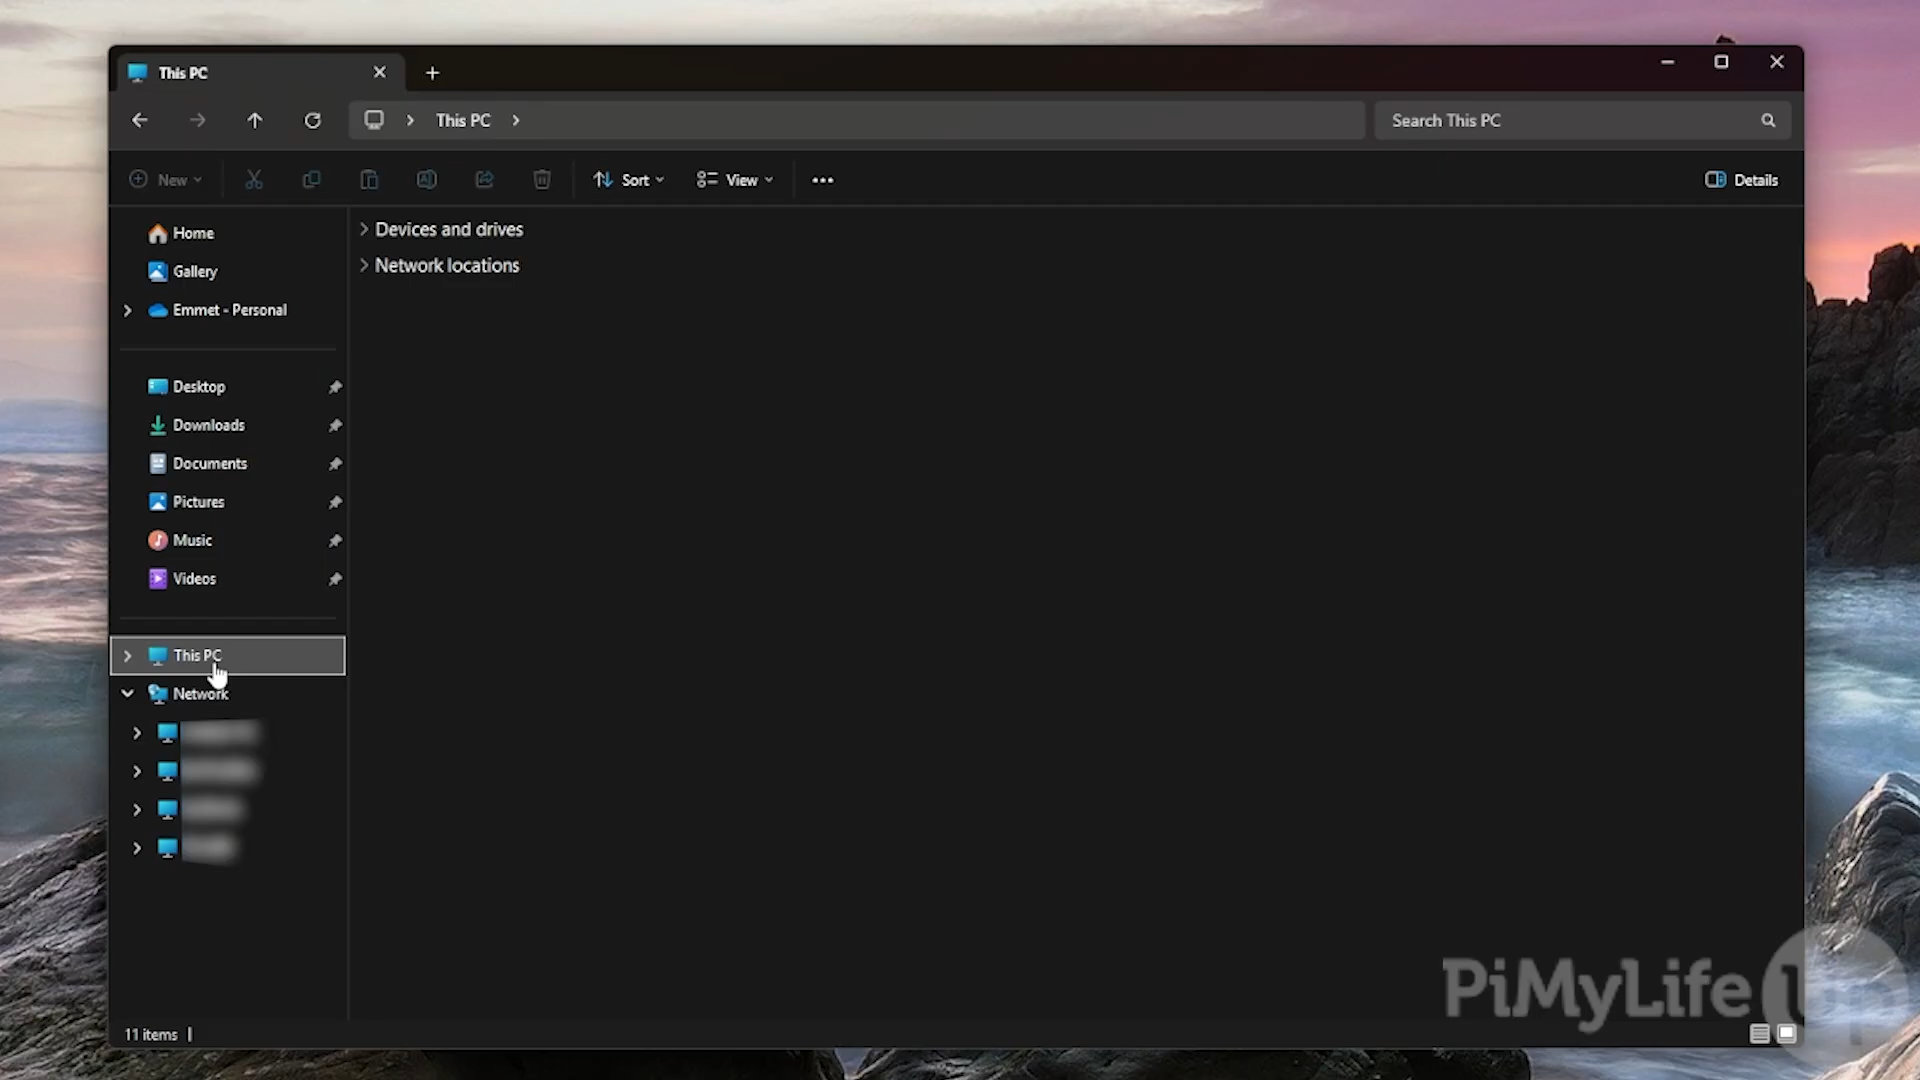 This PC
This PC
Search This PC
New
Sort
View
Details
Home
Gallery
Emmet - Personal
Desktop
Downloads
Documents
Pictures
Music
Videos
This PC
Network
Devices and drives
Network locations
11 items
PiMyLifeUp